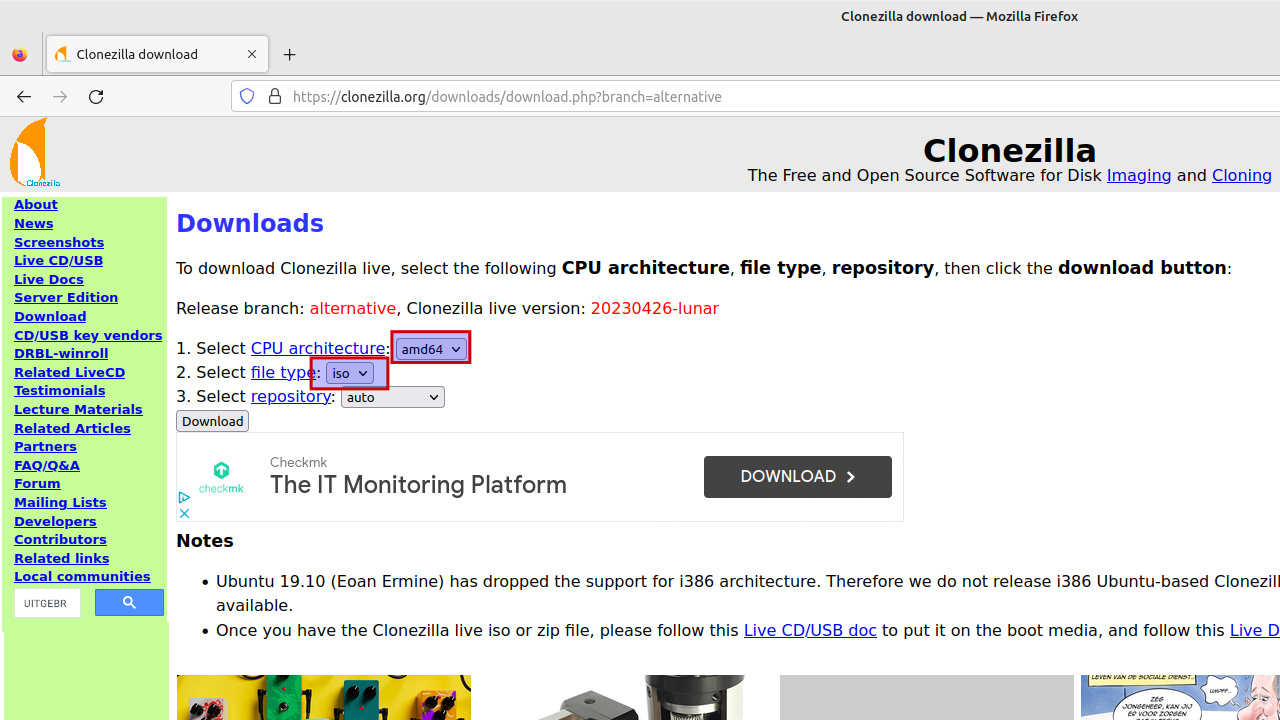 Clonezilla download — Mozilla Firefox
Clonezilla download
https://clonezilla.org/downloads/download.php?branch=alternative
Clonezilla
Clonezilla
The Free and Open Source Software for Disk Imaging and Cloning
About
News
Screenshots
Live CD/USB
Live Docs
Server Edition
Download
CD/USB key vendors
DRBL-winroll
Related LiveCD
Testimonials
Lecture Materials
Related Articles
Partners
FAQ/Q&A
Forum
Mailing Lists
Developers
Contributors
Related links
Local communities
UITGEBR
Downloads
To download Clonezilla live, select the following CPU architecture, file type, repository, then click the download button:
Release branch: alternative, Clonezilla live version: 20230426-lunar
1. Select CPU architecture: amd64
2. Select file type: iso
3. Select repository: auto
Download
checkmk
Checkmk
The IT Monitoring Platform
DOWNLOAD
Notes
• Ubuntu 19.10 (Eoan Ermine) has dropped the support for i386 architecture. Therefore we do not release i386 Ubuntu-based Clonezill
available.
• Once you have the Clonezilla live iso or zip file, please follow this Live CD/USB doc to put it on the boot media, and follow this Live D
LEVEN VAN DE SOCIALE DIENST...
ZEG
JONGEHEER, KAN JIJ
ER VOOR ZORGEN